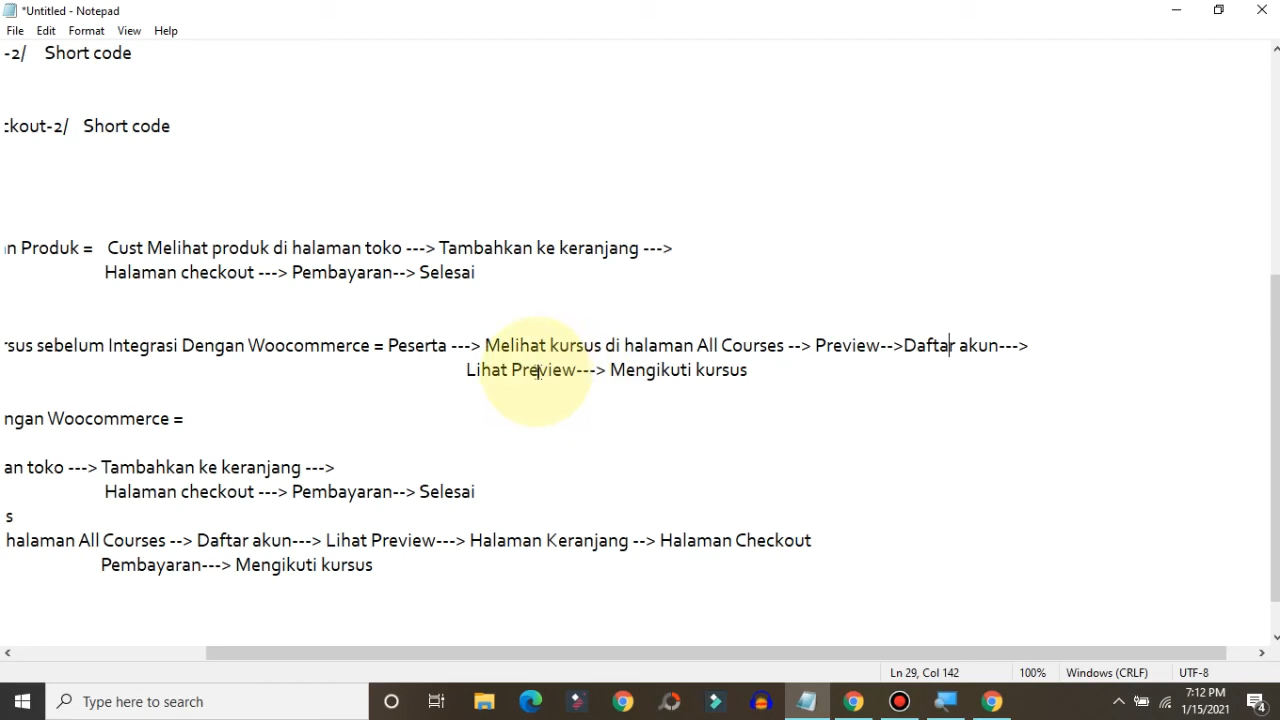 *Untitled - Notepad
File Edit Format View Help
-2/ Short code
ckout-2/ Short code
an Produk = Cust Melihat produk di halaman toko ---> Tambahkan ke keranjang --->
Halaman checkout ---> Pembayaran--> Selesai
rsus sebelum Integrasi Dengan Woocommerce = Peserta ---> Melihat kursus di halaman All Courses --> Preview-->Daftar akun--->
Lihat Preview---> Mengikuti kursus
ngan Woocommerce =
an toko ---> Tambahkan ke keranjang --->
Halaman checkout ---> Pembayaran--> Selesai
s
halaman All Courses --> Daftar akun---> Lihat Preview---> Halaman Keranjang --> Halaman Checkout
Pembayaran---> Mengikuti kursus
Ln 29, Col 142 100% Windows (CRLF) UTF-8
Type here to search
7:12 PM
1/15/2021
4